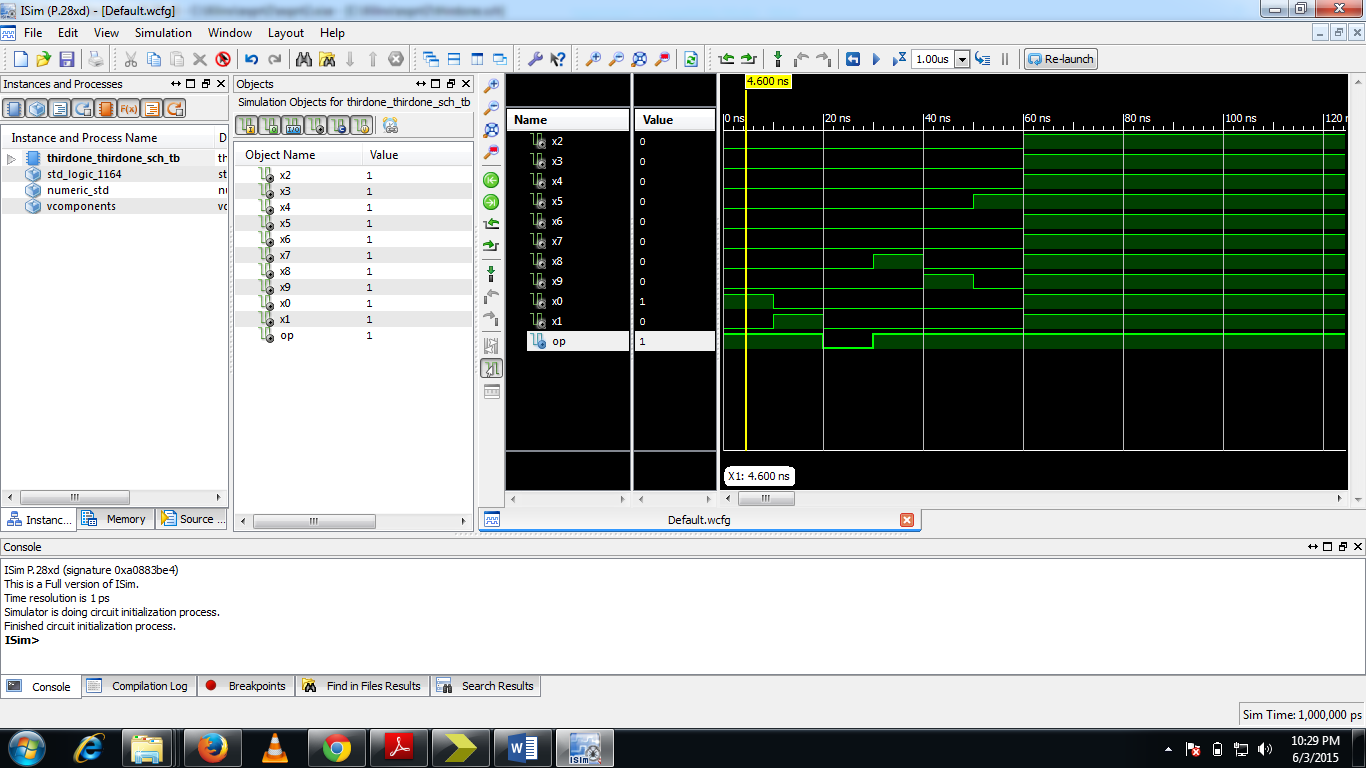 ISim (P.28xd) - [Default.wcfg]
File Edit View Simulation Window Layout Help
1.00us Re-launch
Instances and Processes
Instance and Process Name D
thirdone_thirdone_sch_tb th
std_logic_1164 st
numeric_std nu
vcomponents vc
Instanc... Memory Source ...
Objects
Simulation Objects for thirdone_thirdone_sch_tb
Object Name Value
x2 1
x3 1
x4 1
x5 1
x6 1
x7 1
x8 1
x9 1
x0 1
x1 1
op 1
Name Value
x2 0
x3 0
x4 0
x5 0
x6 0
x7 0
x8 0
x9 0
x0 1
x1 0
op 1
4.600 ns
0 ns 20 ns 40 ns 60 ns 80 ns 100 ns 120 n
X1: 4.600 ns
Default.wcfg
Console
ISim P.28xd (signature 0xa0883be4)
This is a Full version of ISim.
Time resolution is 1 ps
Simulator is doing circuit initialization process.
Finished circuit initialization process.
ISim>
Console Compilation Log Breakpoints Find in Files Results Search Results
Sim Time: 1,000,000 ps
ISim
10:29 PM
6/3/2015